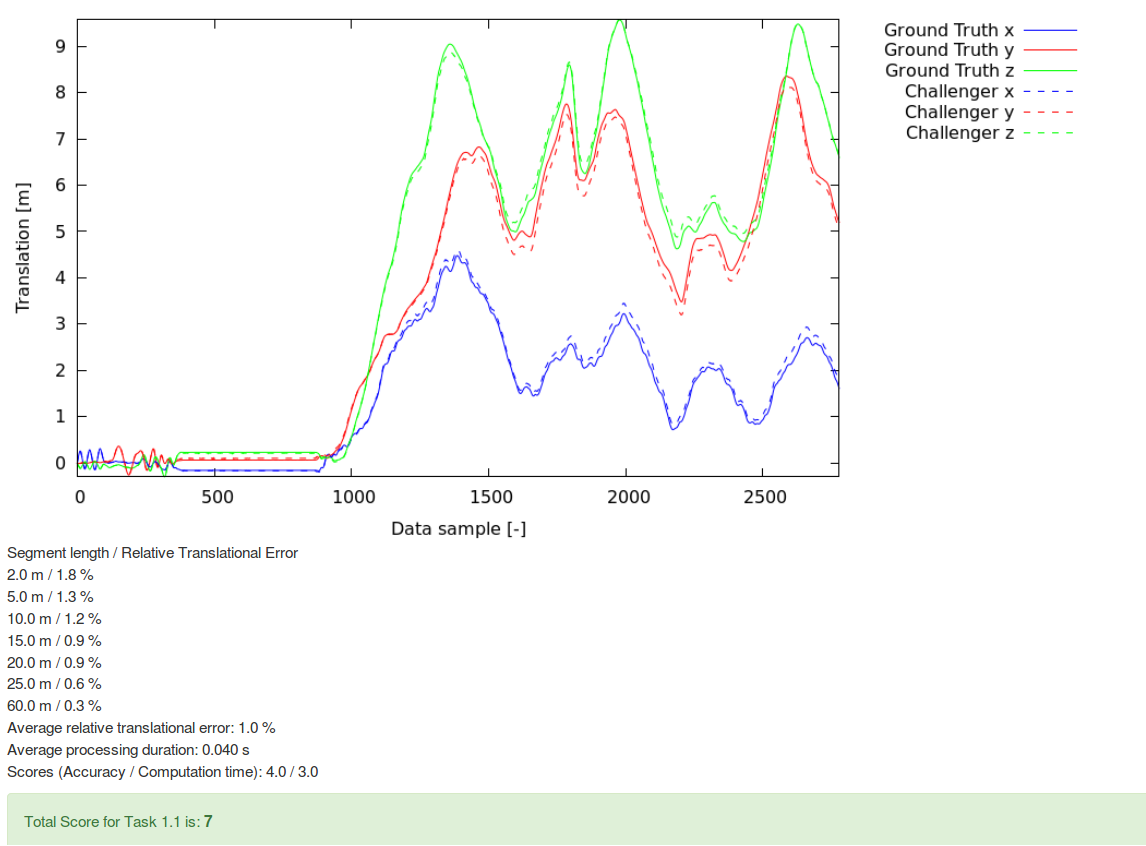 Ground Truth x
Ground Truth y
Ground Truth z
Challenger x
Challenger y
Challenger z
9
8
7
6
5
4
3
2
1
0
Translation [m]
0 500 1000 1500 2000 2500
Data sample [-]
Segment length / Relative Translational Error
2.0 m / 1.8 %
5.0 m / 1.3 %
10.0 m / 1.2 %
15.0 m / 0.9 %
20.0 m / 0.9 %
25.0 m / 0.6 %
60.0 m / 0.3 %
Average relative translational error: 1.0 %
Average processing duration: 0.040 s
Scores (Accuracy / Computation time): 4.0 / 3.0
Total Score for Task 1.1 is: 7